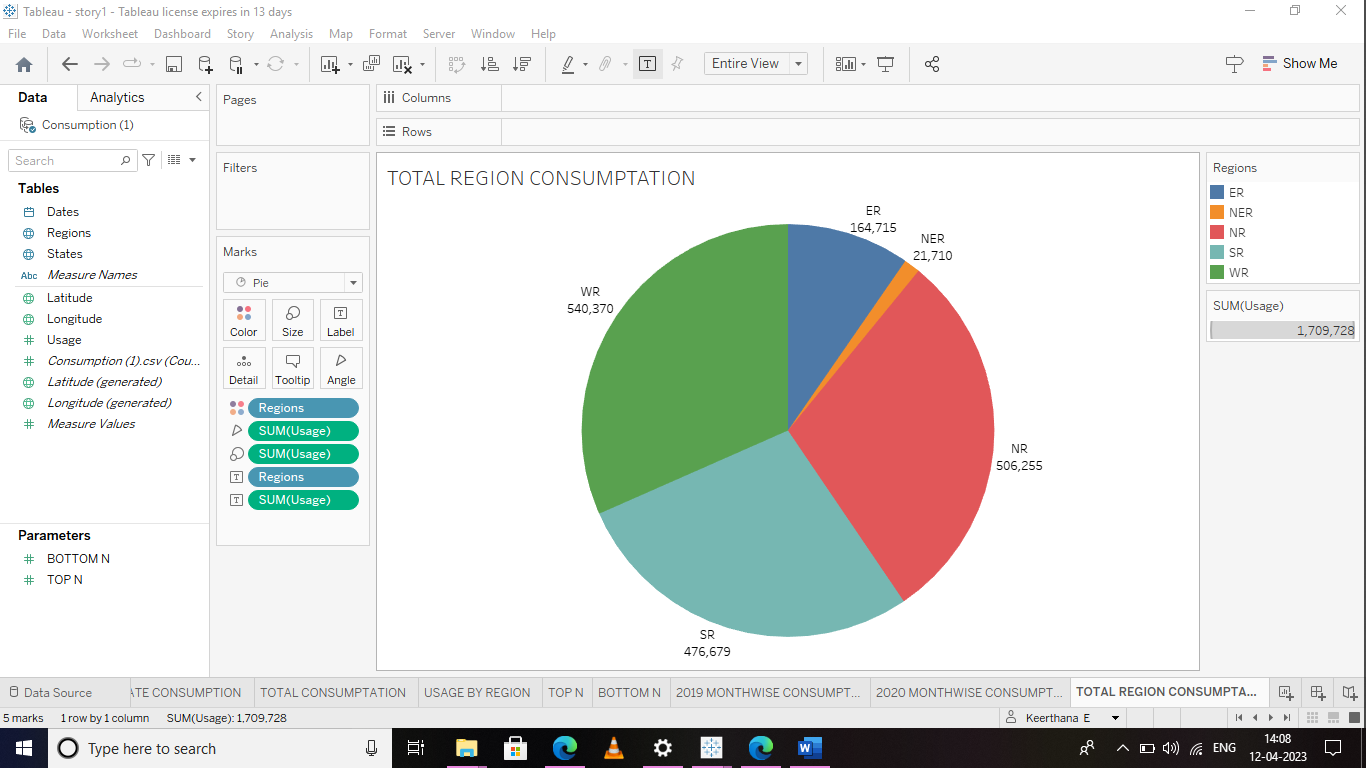 Tableau - story1 - Tableau license expires in 13 days
File Data Worksheet Dashboard Story Analysis Map Format Server Window Help
Entire View
Show Me
Data Analytics
Consumption (1)
Search
Tables
Dates
Regions
States
Abc Measure Names
Latitude
Longitude
Usage
Consumption (1).csv (Cou...
Latitude (generated)
Longitude (generated)
Measure Values
Parameters
BOTTOM N
TOP N
Pages
Filters
Marks
Pie
Color Size Label
Detail Tooltip Angle
Regions
SUM(Usage)
SUM(Usage)
Regions
SUM(Usage)
Columns
Rows
TOTAL REGION CONSUMPTATION
ER
164,715
NER
21,710
WR
540,370
NR
506,255
SR
476,679
Regions
ER
NER
NR
SR
WR
SUM(Usage)
1,709,728
Data Source ATE CONSUMPTION TOTAL CONSUMPTATION USAGE BY REGION TOP N BOTTOM N 2019 MONTHWISE CONSUMPT... 2020 MONTHWISE CONSUMPT... TOTAL REGION CONSUMPTA...
5 marks 1 row by 1 column SUM(Usage): 1,709,728 Keerthana E
Type here to search
W
ENG
14:08
12-04-2023